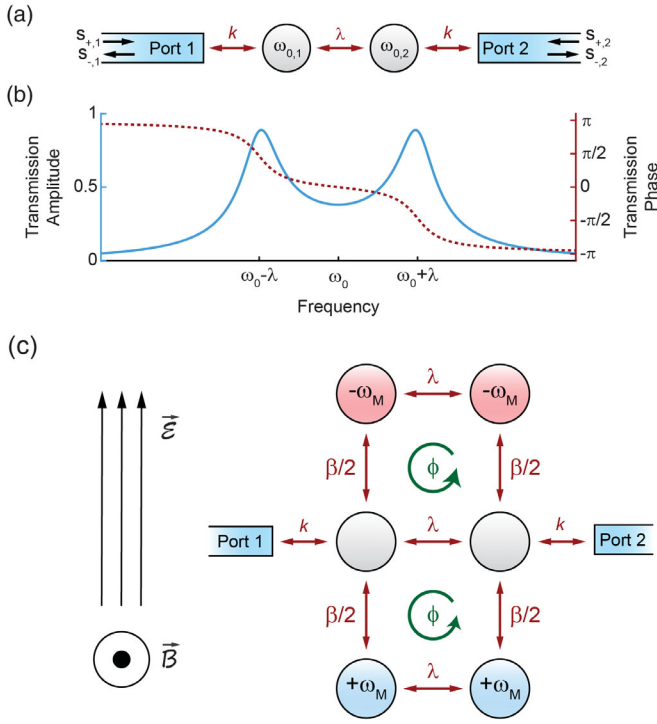 (a)
s+,1
s-,1
Port 1
k
ω0,1
λ
ω0,2
k
Port 2
s+,2
s-,2
(b)
Transmission
Amplitude
1
0.5
0
π
π/2
0
-π/2
-π
Transmission
Phase
ω0-λ
ω0
ω0+λ
Frequency
(c)
ℰ
ℬ
-ωM
λ
-ωM
β/2
ϕ
β/2
Port 1
k
λ
k
Port 2
β/2
ϕ
β/2
+ωM
λ
+ωM